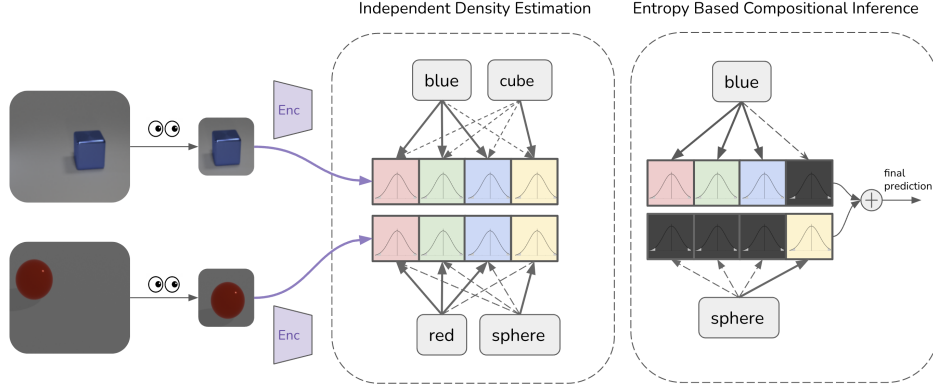 Independent Density Estimation
Entropy Based Compositional Inference
blue
cube
blue
Enc
final
prediction
Enc
red
sphere
sphere